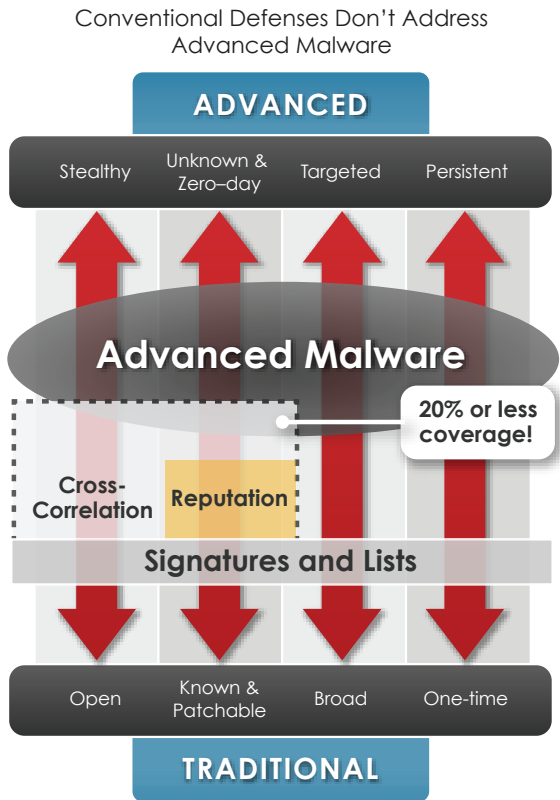 Conventional Defenses Don’t Address
Advanced Malware
ADVANCED
Stealthy
Unknown &
Zero–day
Targeted
Persistent
Advanced Malware
20% or less
coverage!
Cross-
Correlation
Reputation
Signatures and Lists
Open
Known &
Patchable
Broad
One-time
TRADITIONAL